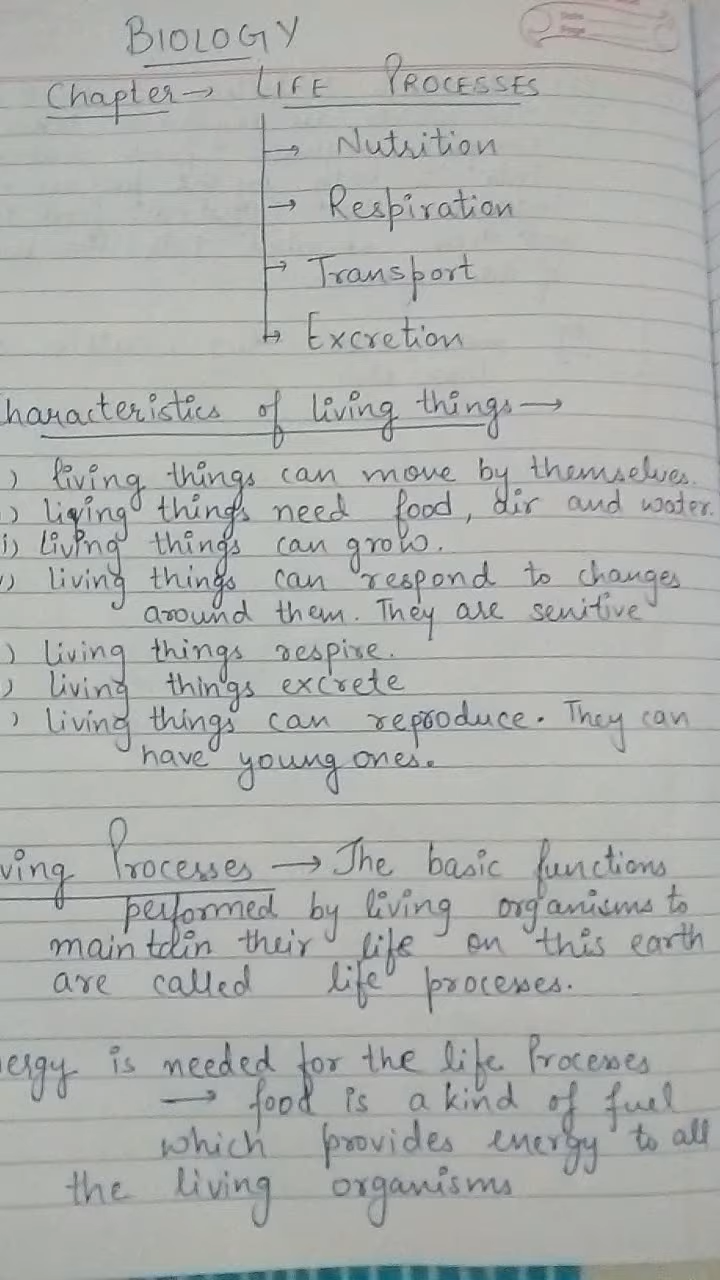 BIOLOGY
Chapter → LIFE PROCESSES
→ Nutrition
→ Respiration
→ Transport
→ Excretion
haracteristics of living things →
) living things can move by themselves.
) living things need food, air and water.
i) living things can grow.
) living things can respond to changes
around them. They are senitive
) living things respire.
) living things excrete
) living things can reproduce. They can
have young ones.
ving Processes → The basic functions
performed by living organisms to
maintain their life on this earth
are called life processes.
ergy is needed for the life Processes
→ food is a kind of fuel
which provides energy to all
the living organisms